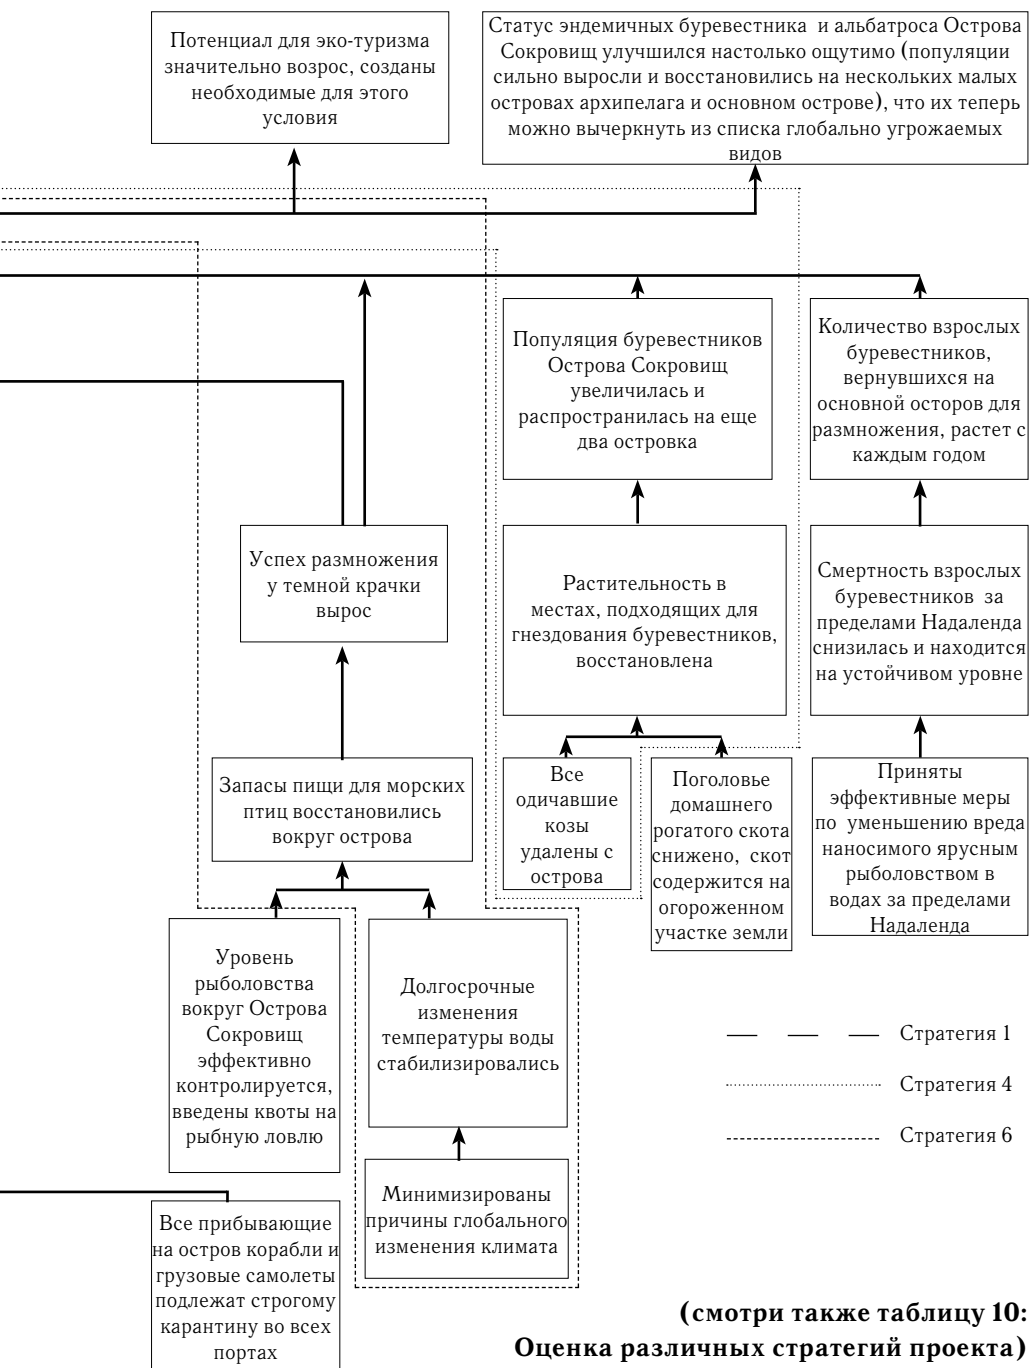 Потенциал для эко-туризма
значительно возрос, созданы
необходимые для этого
условия
Статус эндемичных буревестника и альбатроса Острова
Сокровищ улучшился настолько ощутимо (популяции
сильно выросли и восстановились на нескольких малых
островах архипелага и основном острове), что их теперь
можно вычеркнуть из списка глобально угрожаемых
видов
Популяция буревестников
Острова Сокровищ
увеличилась и
распространилась на еще
два островка
Количество взрослых
буревестников,
вернувшихся на
основной осторов для
размножения, растет с
каждым годом
Успех размножения
у темной крачки
вырос
Растительность в
местах, подходящих для
гнездования буревестников,
восстановлена
Смертность взрослых
буревестников за
пределами Надаленда
снизилась и находится
на устойчивом уровне
Запасы пищи для морских
птиц восстановились
вокруг острова
Все
одичавшие
козы
удалены с
острова
Поголовье
домашнего
рогатого скота
снижено, скот
содержится на
огороженном
участке земли
Приняты
эффективные меры
по уменьшению вреда
наносимого ярусным
рыболовством в
водах за пределами
Надаленда
Уровень
рыболовства
вокруг Острова
Сокровищ
эффективно
контролируется,
введены квоты на
рыбную ловлю
Долгосрочные
изменения
температуры воды
стабилизировались
Стратегия 1
Стратегия 4
Стратегия 6
Минимизированы
причины глобального
изменения климата
Все прибывающие
на остров корабли и
грузовые самолеты
подлежат строгому
карантину во всех
портах
(смотри также таблицу 10:
Оценка различных стратегий проекта)